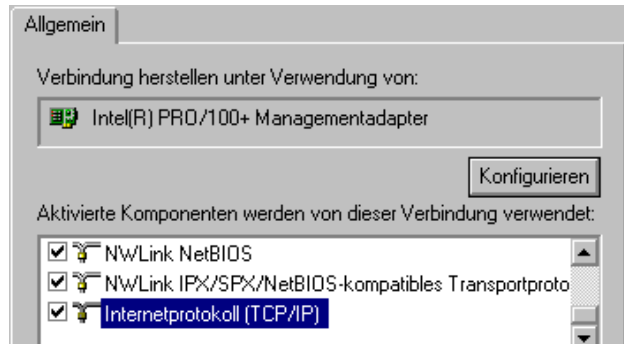 Allgemein
Verbindung herstellen unter Verwendung von:
Intel(R) PRO/100+ Managementadapter
Konfigurieren
Aktivierte Komponenten werden von dieser Verbindung verwendet:
NWLink NetBIOS
NWLink IPX/SPX/NetBIOS-kompatibles Transportproto
Internetprotokoll (TCP/IP)